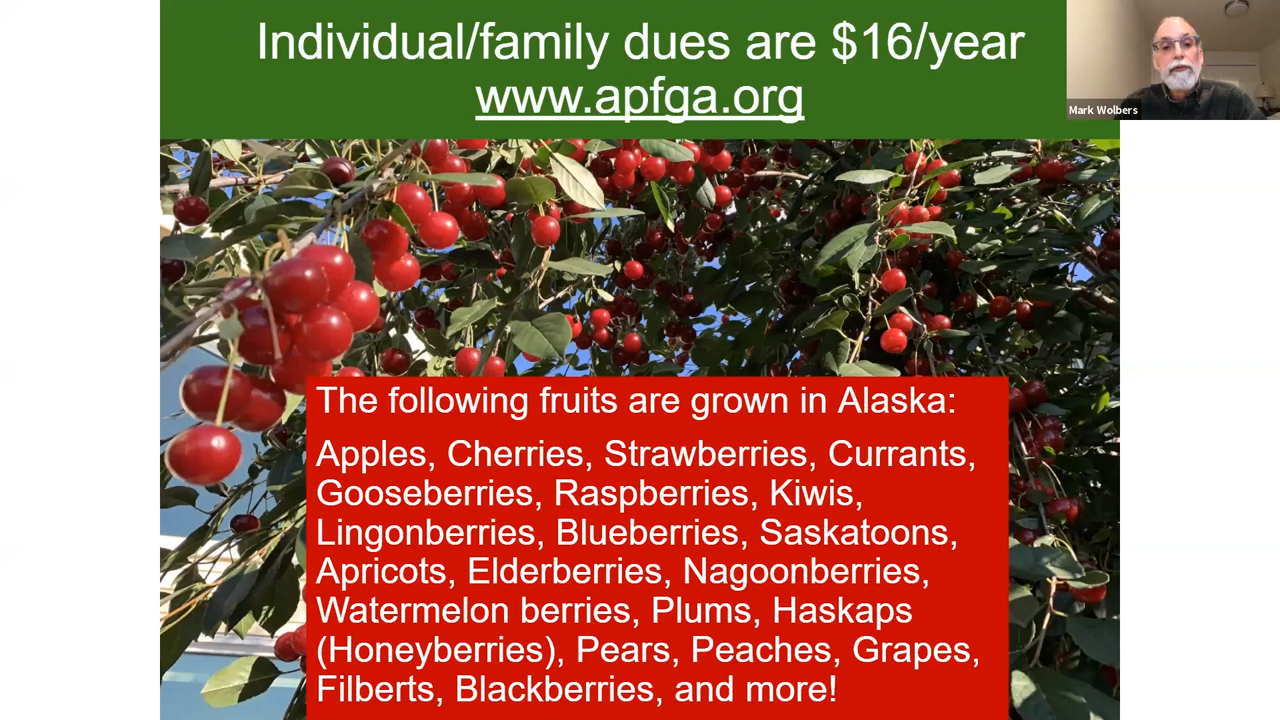 Individual/family dues are $16/year
www.apfga.org
Mark Wolbers
The following fruits are grown in Alaska:
Apples, Cherries, Strawberries, Currants,
Gooseberries, Raspberries, Kiwis,
Lingonberries, Blueberries, Saskatoons,
Apricots, Elderberries, Nagoonberries,
Watermelon berries, Plums, Haskaps
(Honeyberries), Pears, Peaches, Grapes,
Filberts, Blackberries, and more!